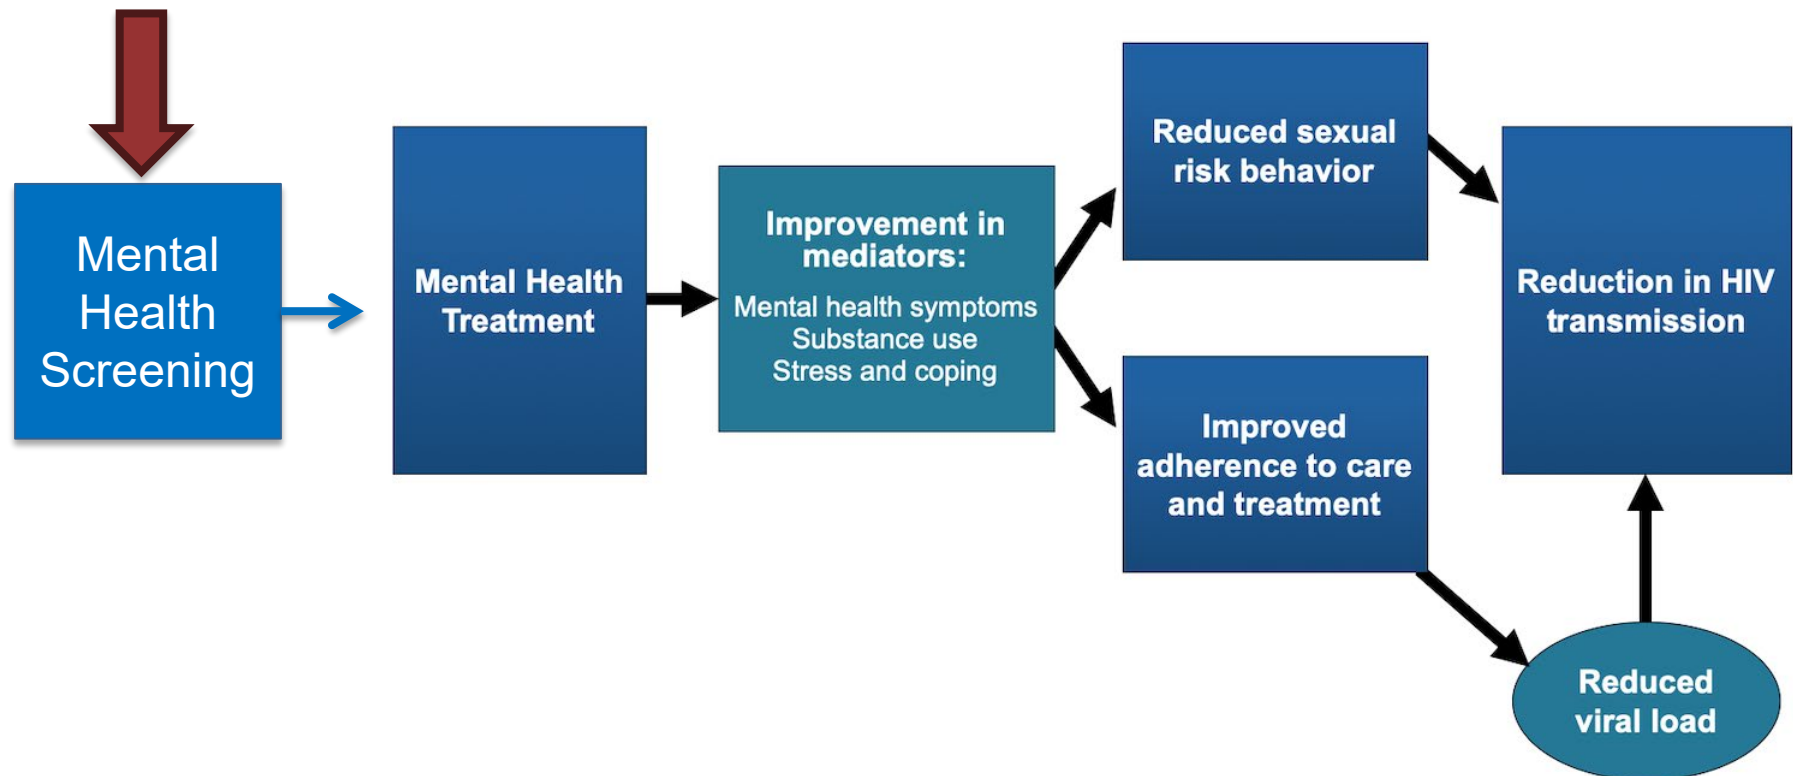 Mental
Health
Screening
Mental Health
Treatment
Improvement in
mediators:
Mental health symptoms
Substance use
Stress and coping
Reduced sexual
risk behavior
Improved
adherence to care
and treatment
Reduction in HIV
transmission
Reduced
viral load